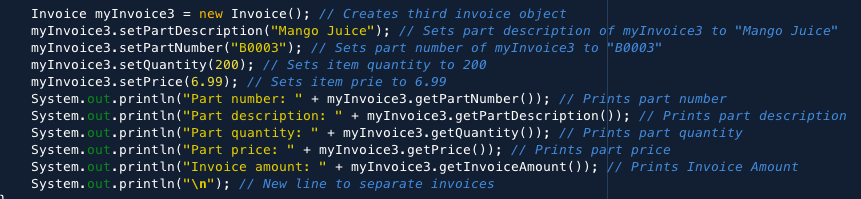 Invoice myInvoice3 = new Invoice(); // Creates third invoice object
myInvoice3.setPartDescription("Mango Juice"); // Sets part description of myInvoice3 to "Mango Juice"
myInvoice3.setPartNumber("B0003"); // Sets part number of myInvoice3 to "B0003"
myInvoice3.setQuantity(200); // Sets item quantity to 200
myInvoice3.setPrice(6.99); // Sets item prie to 6.99
System.out.println("Part number: " + myInvoice3.getPartNumber()); // Prints part number
System.out.println("Part description: " + myInvoice3.getPartDescription()); // Prints part description
System.out.println("Part quantity: " + myInvoice3.getQuantity()); // Prints part quantity
System.out.println("Part price: " + myInvoice3.getPrice()); // Prints part price
System.out.println("Invoice amount: " + myInvoice3.getInvoiceAmount()); // Prints Invoice Amount
System.out.println("\n"); // New line to separate invoices